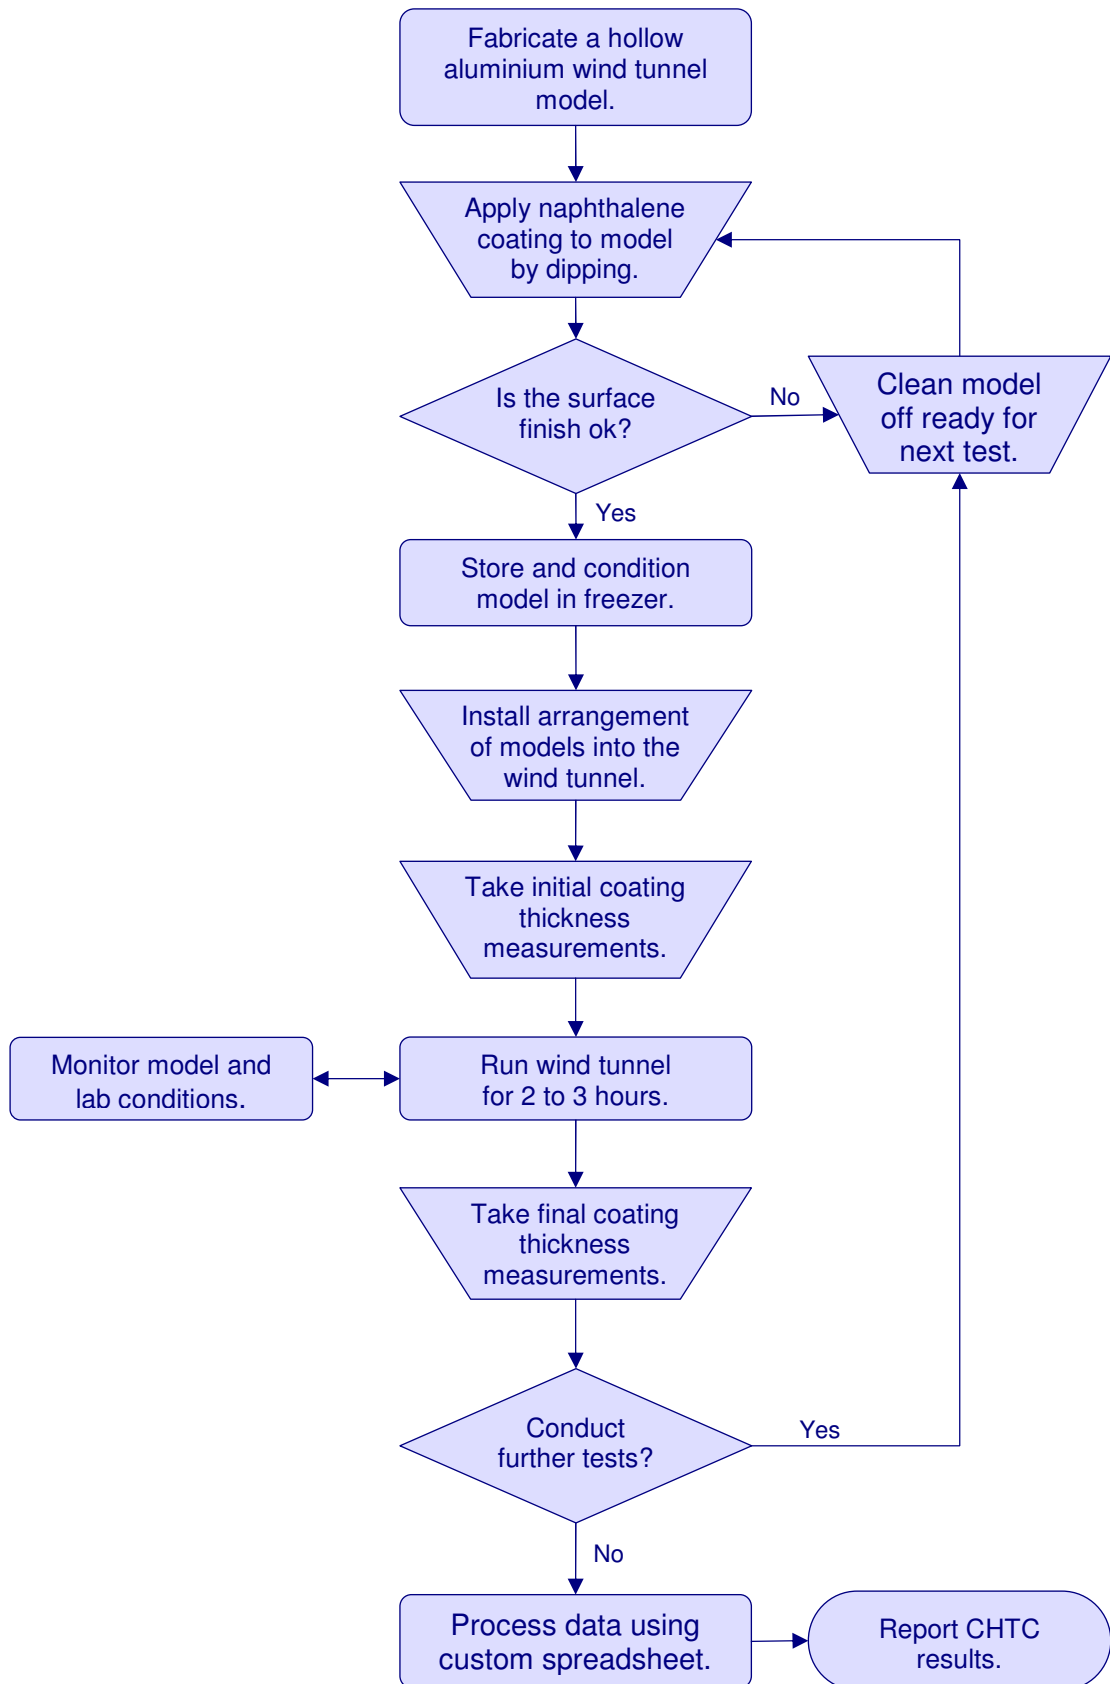 Fabricate a hollow
aluminium wind tunnel
model.
Apply naphthalene
coating to model
by dipping.
Is the surface
finish ok?
No
Clean model
off ready for
next test.
Yes
Store and condition
model in freezer.
Install arrangement
of models into the
wind tunnel.
Take initial coating
thickness
measurements.
Monitor model and
lab conditions.
Run wind tunnel
for 2 to 3 hours.
Take final coating
thickness
measurements.
Conduct
further tests?
Yes
No
Process data using
custom spreadsheet.
Report CHTC
results.